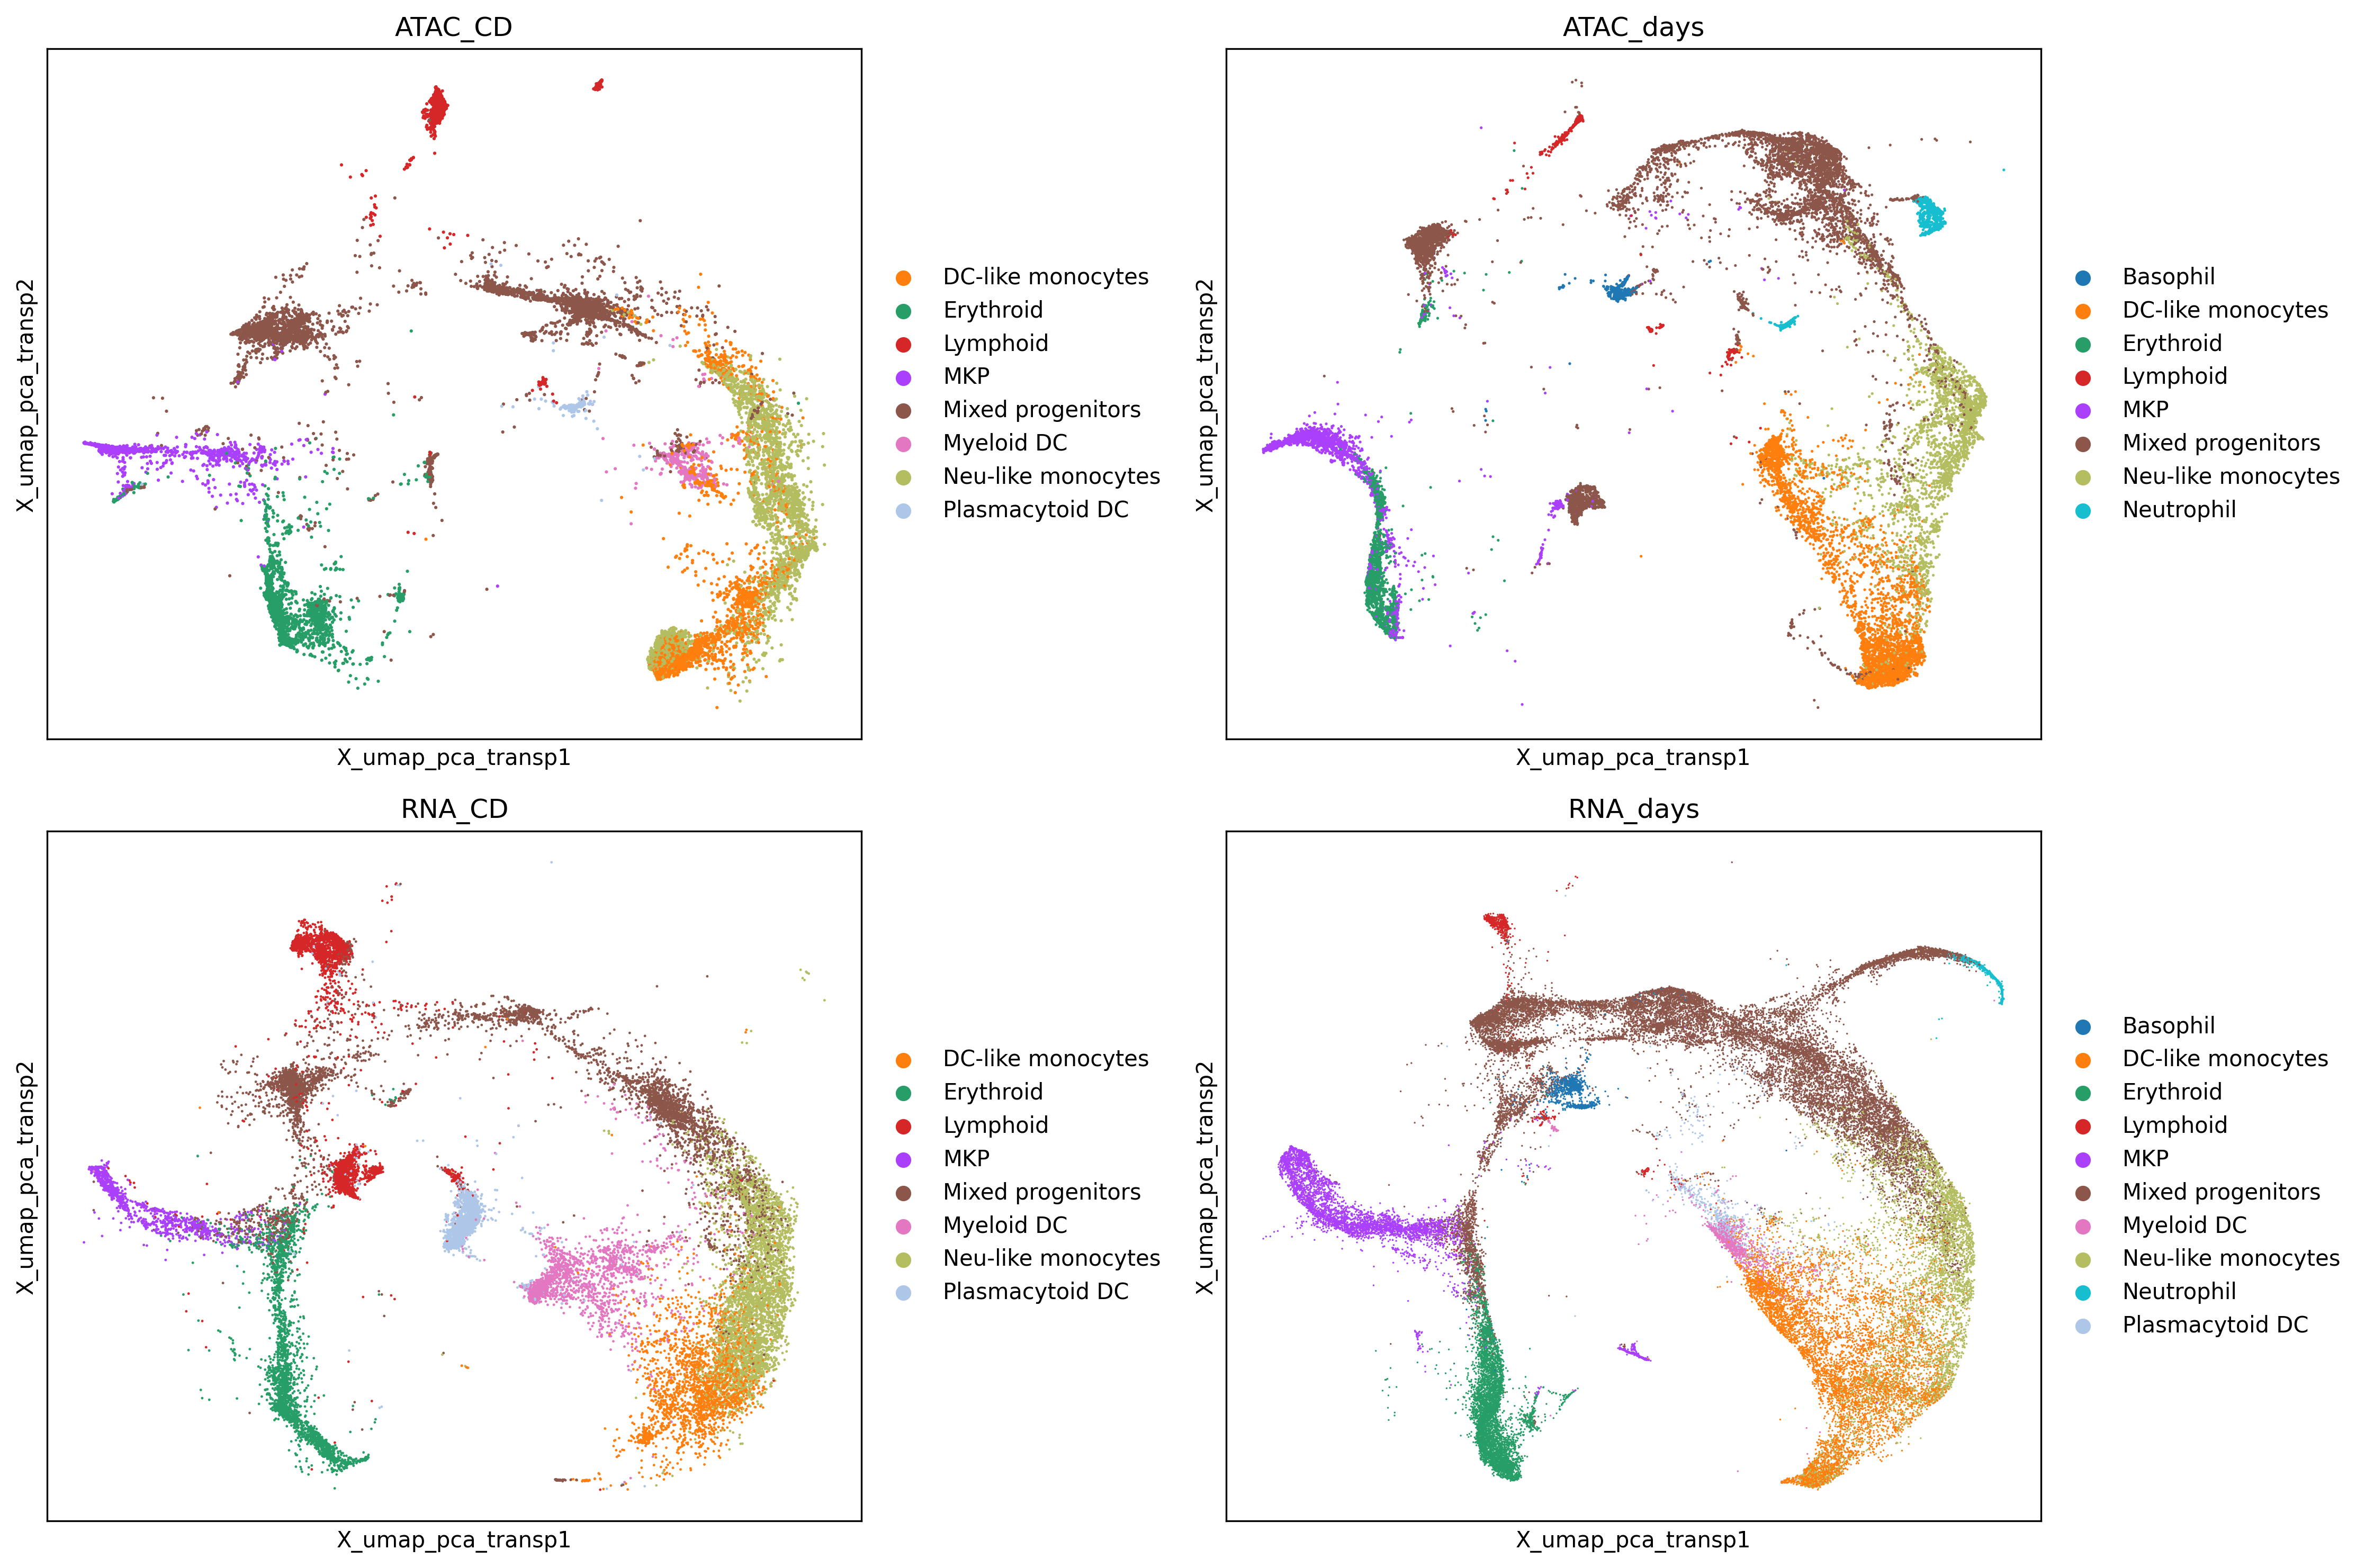 ATAC_CD
X_umap_pca_transp2
X_umap_pca_transp1
DC-like monocytes
Erythroid
Lymphoid
MKP
Mixed progenitors
Myeloid DC
Neu-like monocytes
Plasmacytoid DC
ATAC_days
X_umap_pca_transp2
X_umap_pca_transp1
Basophil
DC-like monocytes
Erythroid
Lymphoid
MKP
Mixed progenitors
Neu-like monocytes
Neutrophil
RNA_CD
X_umap_pca_transp2
X_umap_pca_transp1
DC-like monocytes
Erythroid
Lymphoid
MKP
Mixed progenitors
Myeloid DC
Neu-like monocytes
Plasmacytoid DC
RNA_days
X_umap_pca_transp2
X_umap_pca_transp1
Basophil
DC-like monocytes
Erythroid
Lymphoid
MKP
Mixed progenitors
Myeloid DC
Neu-like monocytes
Neutrophil
Plasmacytoid DC